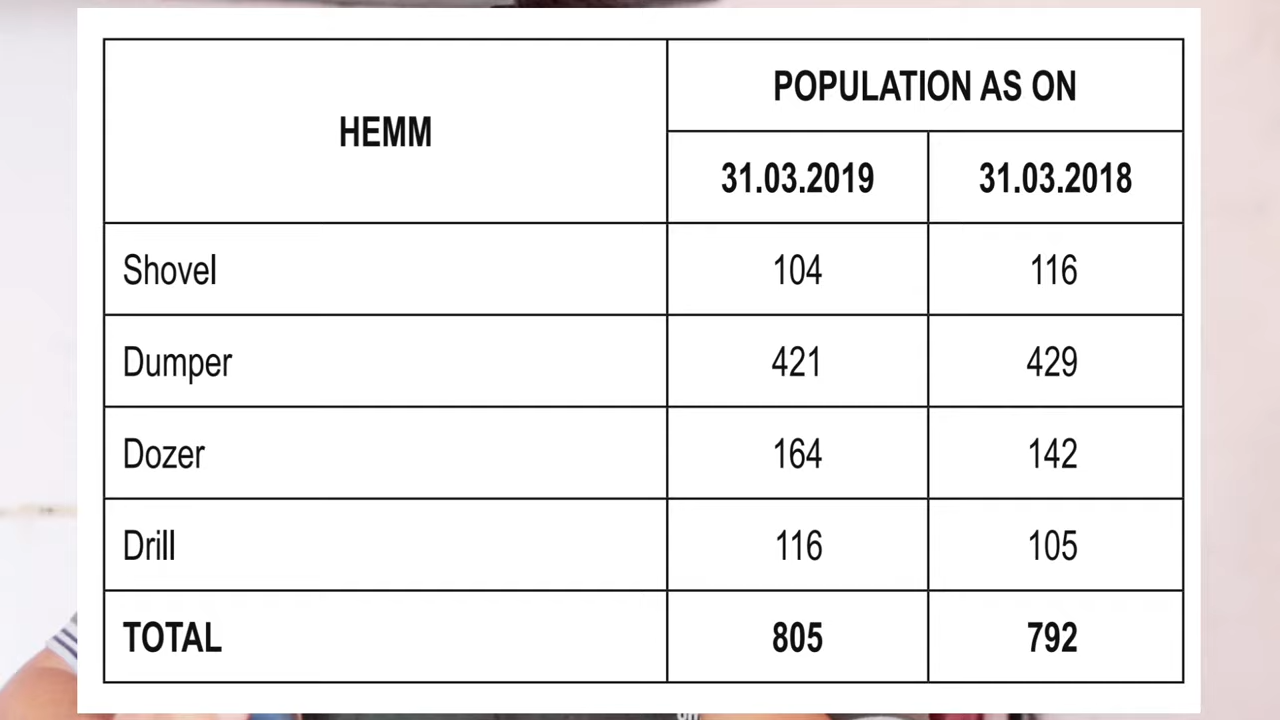 HEMM
POPULATION AS ON
31.03.2019 31.03.2018
Shovel 104 116
Dumper 421 429
Dozer 164 142
Drill 116 105
TOTAL 805 792